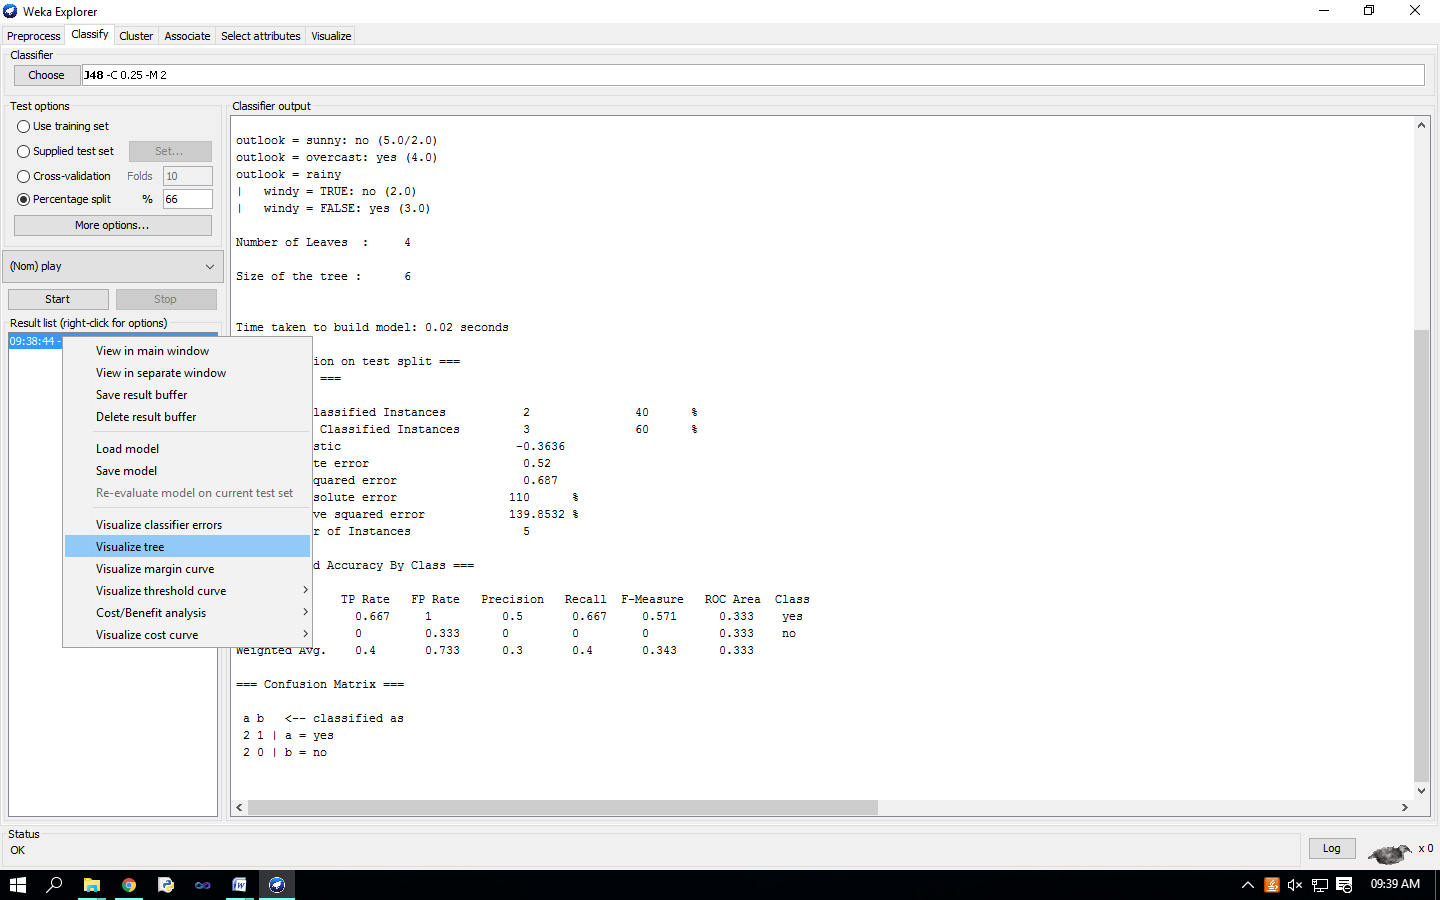 Weka Explorer
Preprocess Classify Cluster Associate Select attributes Visualize
Classifier
Choose J48 -C 0.25 -M 2
Test options
Use training set
Supplied test set Set...
Cross-validation Folds 10
Percentage split % 66
More options...
(Nom) play
Start Stop
Result list (right-click for options)
09:38:44 -
View in main window
View in separate window
Save result buffer
Delete result buffer
Load model
Save model
Re-evaluate model on current test set
Visualize classifier errors
Visualize tree
Visualize margin curve
Visualize threshold curve
Cost/Benefit analysis
Visualize cost curve
Classifier output
outlook = sunny: no (5.0/2.0)
outlook = overcast: yes (4.0)
outlook = rainy
|   windy = TRUE: no (2.0)
|   windy = FALSE: yes (3.0)
Number of Leaves  :     4
Size of the tree :      6
Time taken to build model: 0.02 seconds
ion on test split ===
===
lassified Instances 2 40 %
Classified Instances 3 60 %
stic -0.3636
te error 0.52
quared error 0.687
solute error 110 %
ve squared error 139.8532 %
r of Instances 5
d Accuracy By Class ===
TP Rate FP Rate Precision Recall F-Measure ROC Area Class
0.667 1 0.5 0.667 0.571 0.333 yes
0 0.333 0 0 0 0.333 no
Weighted Avg. 0.4 0.733 0.3 0.4 0.343 0.333
=== Confusion Matrix ===
a b   <-- classified as
2 1 | a = yes
2 0 | b = no
Status
OK
Log x 0
09:39 AM